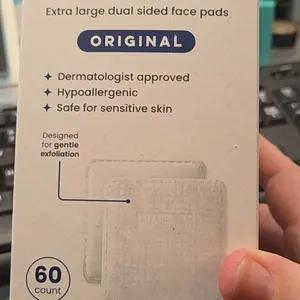 Extra large dual sided face pads
ORIGINAL
Dermatologist approved
Hypoallergenic
Safe for sensitive skin
Designed
for gentle
exfoliation
60
count